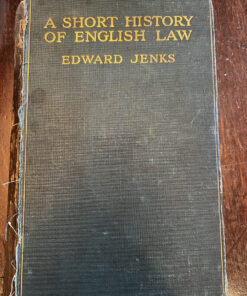 A SHORT HISTORY
OF ENGLISH LAW
EDWARD JENKS